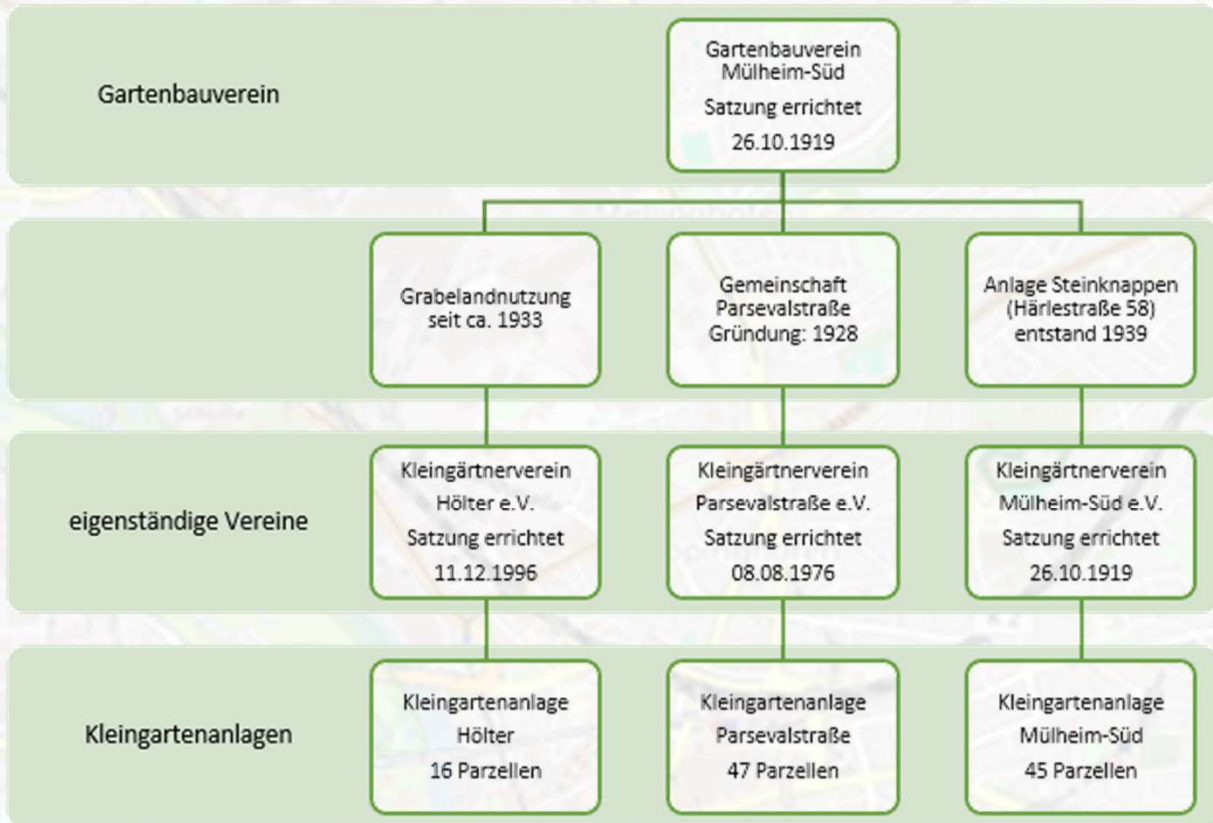 Gartenbauverein
Gartenbauverein
Mülheim-Süd
Satzung errichtet
26.10.1919
Grabelandnutzung
seit ca. 1933
Gemeinschaft
Parsevalstraße
Gründung: 1928
Anlage Steinknappen
(Härlestraße 58)
entstand 1939
eigenständige Vereine
Kleingärtnerverein
Hölter e.V.
Satzung errichtet
11.12.1996
Kleingärtnerverein
Parsevalstraße e.V.
Satzung errichtet
08.08.1976
Kleingärtnerverein
Mülheim-Süd e.V.
Satzung errichtet
26.10.1919
Kleingartenanlagen
Kleingartenanlage
Hölter
16 Parzellen
Kleingartenanlage
Parsevalstraße
47 Parzellen
Kleingartenanlage
Mülheim-Süd
45 Parzellen